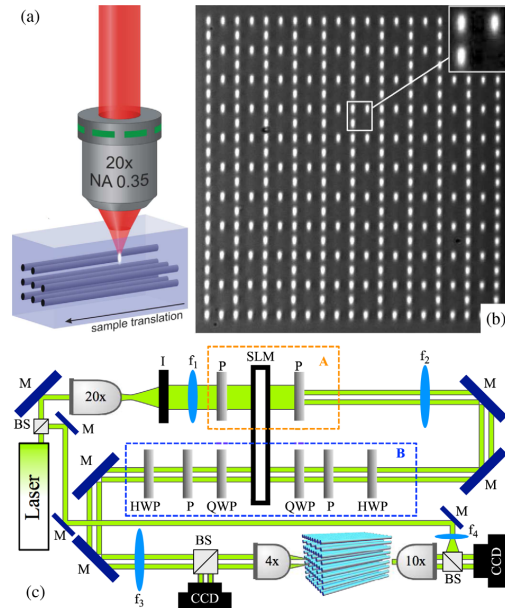 (a)
20x
NA 0.35
sample translation
(b)
SLM
A
M
I
f1
P
P
f2
M
20x
BS
M
B
M
Laser
HWP
P
QWP
QWP
P
HWP
M
M
M
f4
BS
BS
4x
10x
CCD
M
f3
CCD
(c)